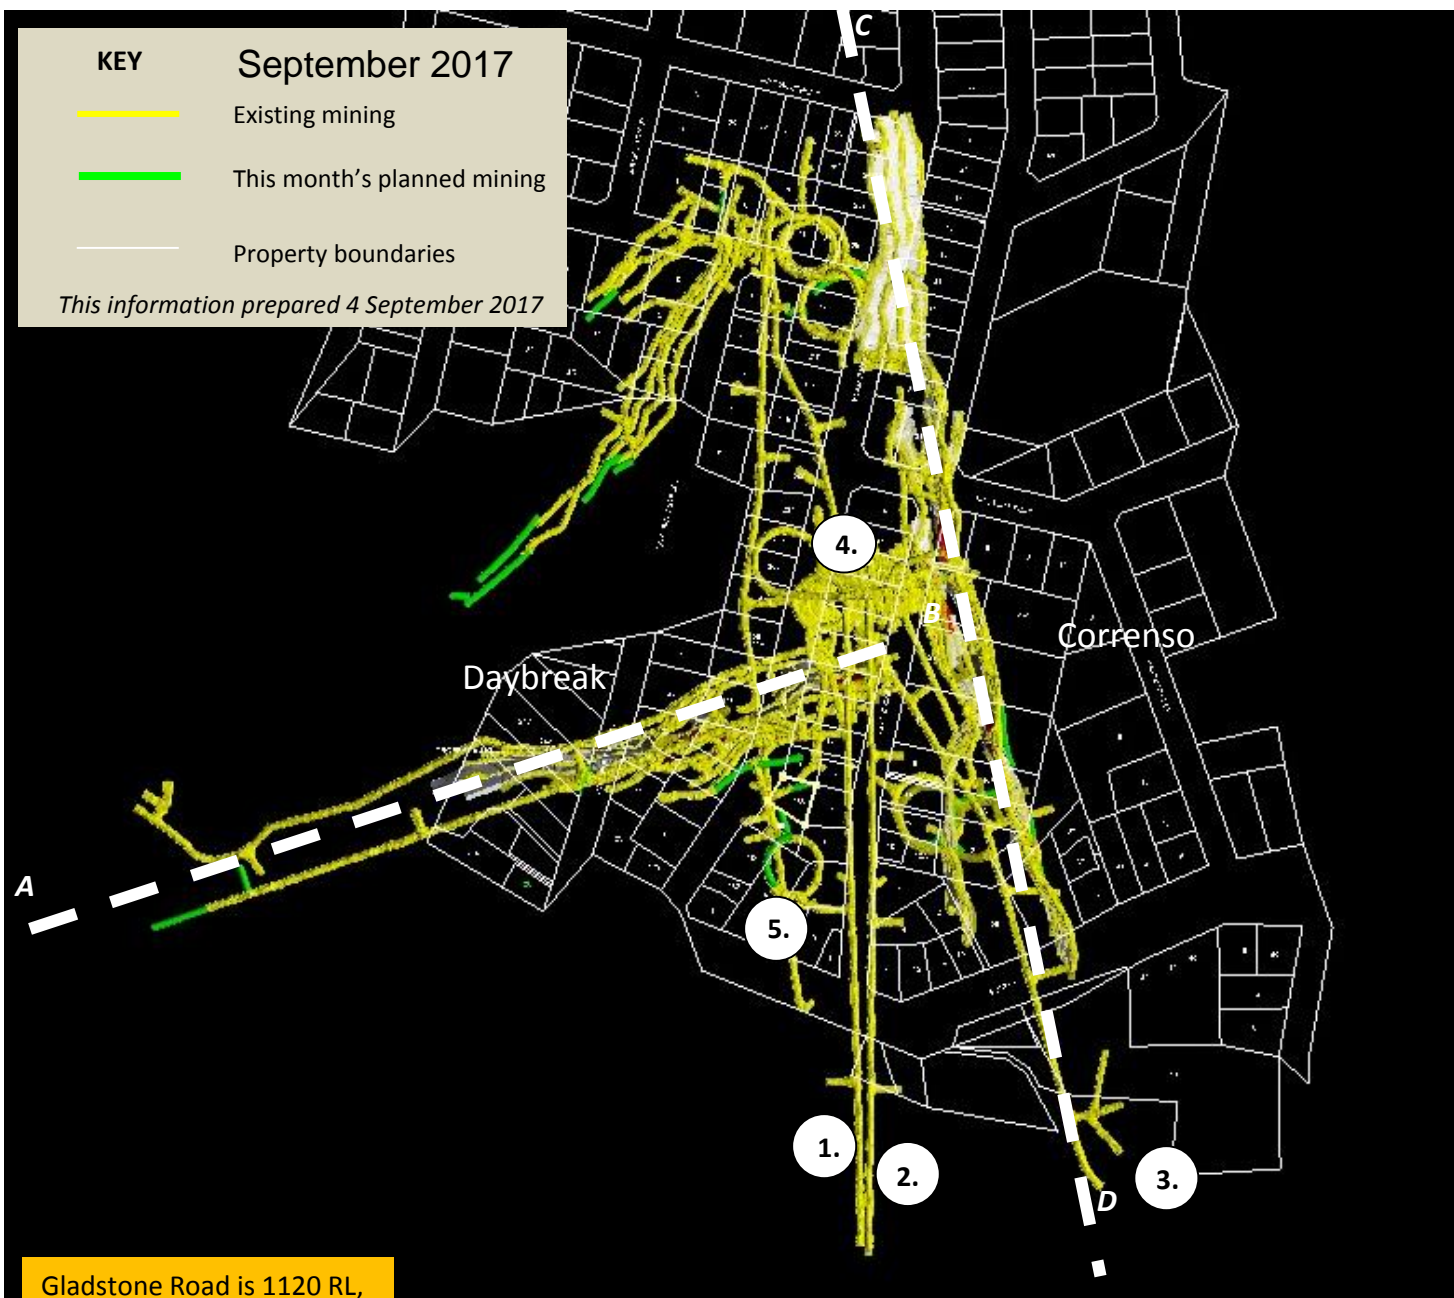 KEY
September 2017
Existing mining
This month's planned mining
Property boundaries
This information prepared 4 September 2017
C
4.
B
Correnso
Daybreak
A
5.
1.
2.
3.
D
Gladstone Road is 1120 RL,